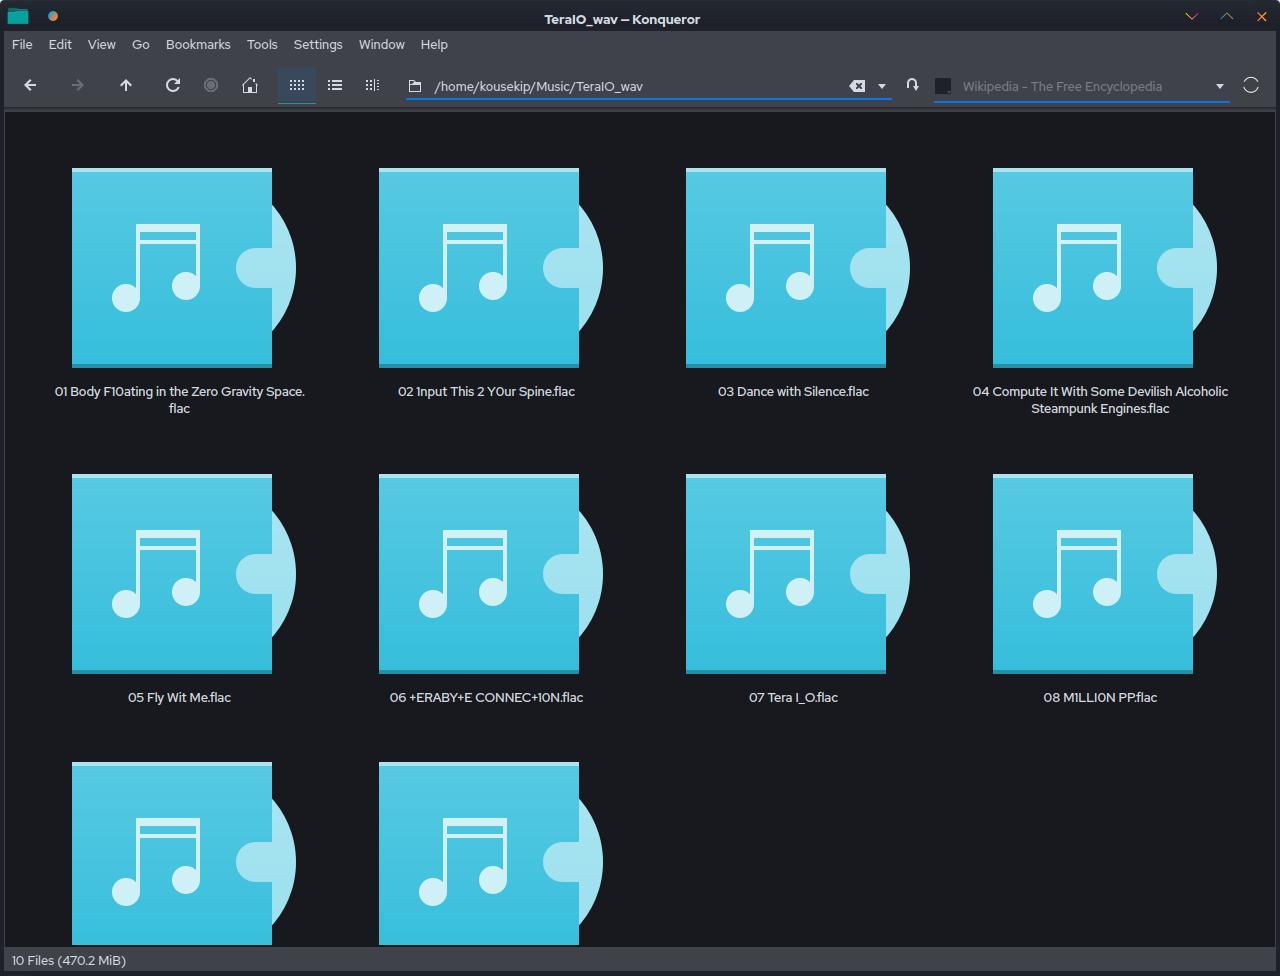 TeraIO_wav – Konqueror
File Edit View Go Bookmarks Tools Settings Window Help
/home/kousekip/Music/TeraIO_wav
Wikipedia - The Free Encyclopedia
01 Body F10ating in the Zero Gravity Space.
flac
02 1nput This 2 Y0ur Spine.flac
03 Dance with Silence.flac
04 Compute It With Some Devilish Alcoholic
Steampunk Engines.flac
05 Fly Wit Me.flac
06 +ERABY+E CONNEC+10N.flac
07 Tera I_O.flac
08 M1LLI0N PP.flac
10 Files (470.2 MiB)